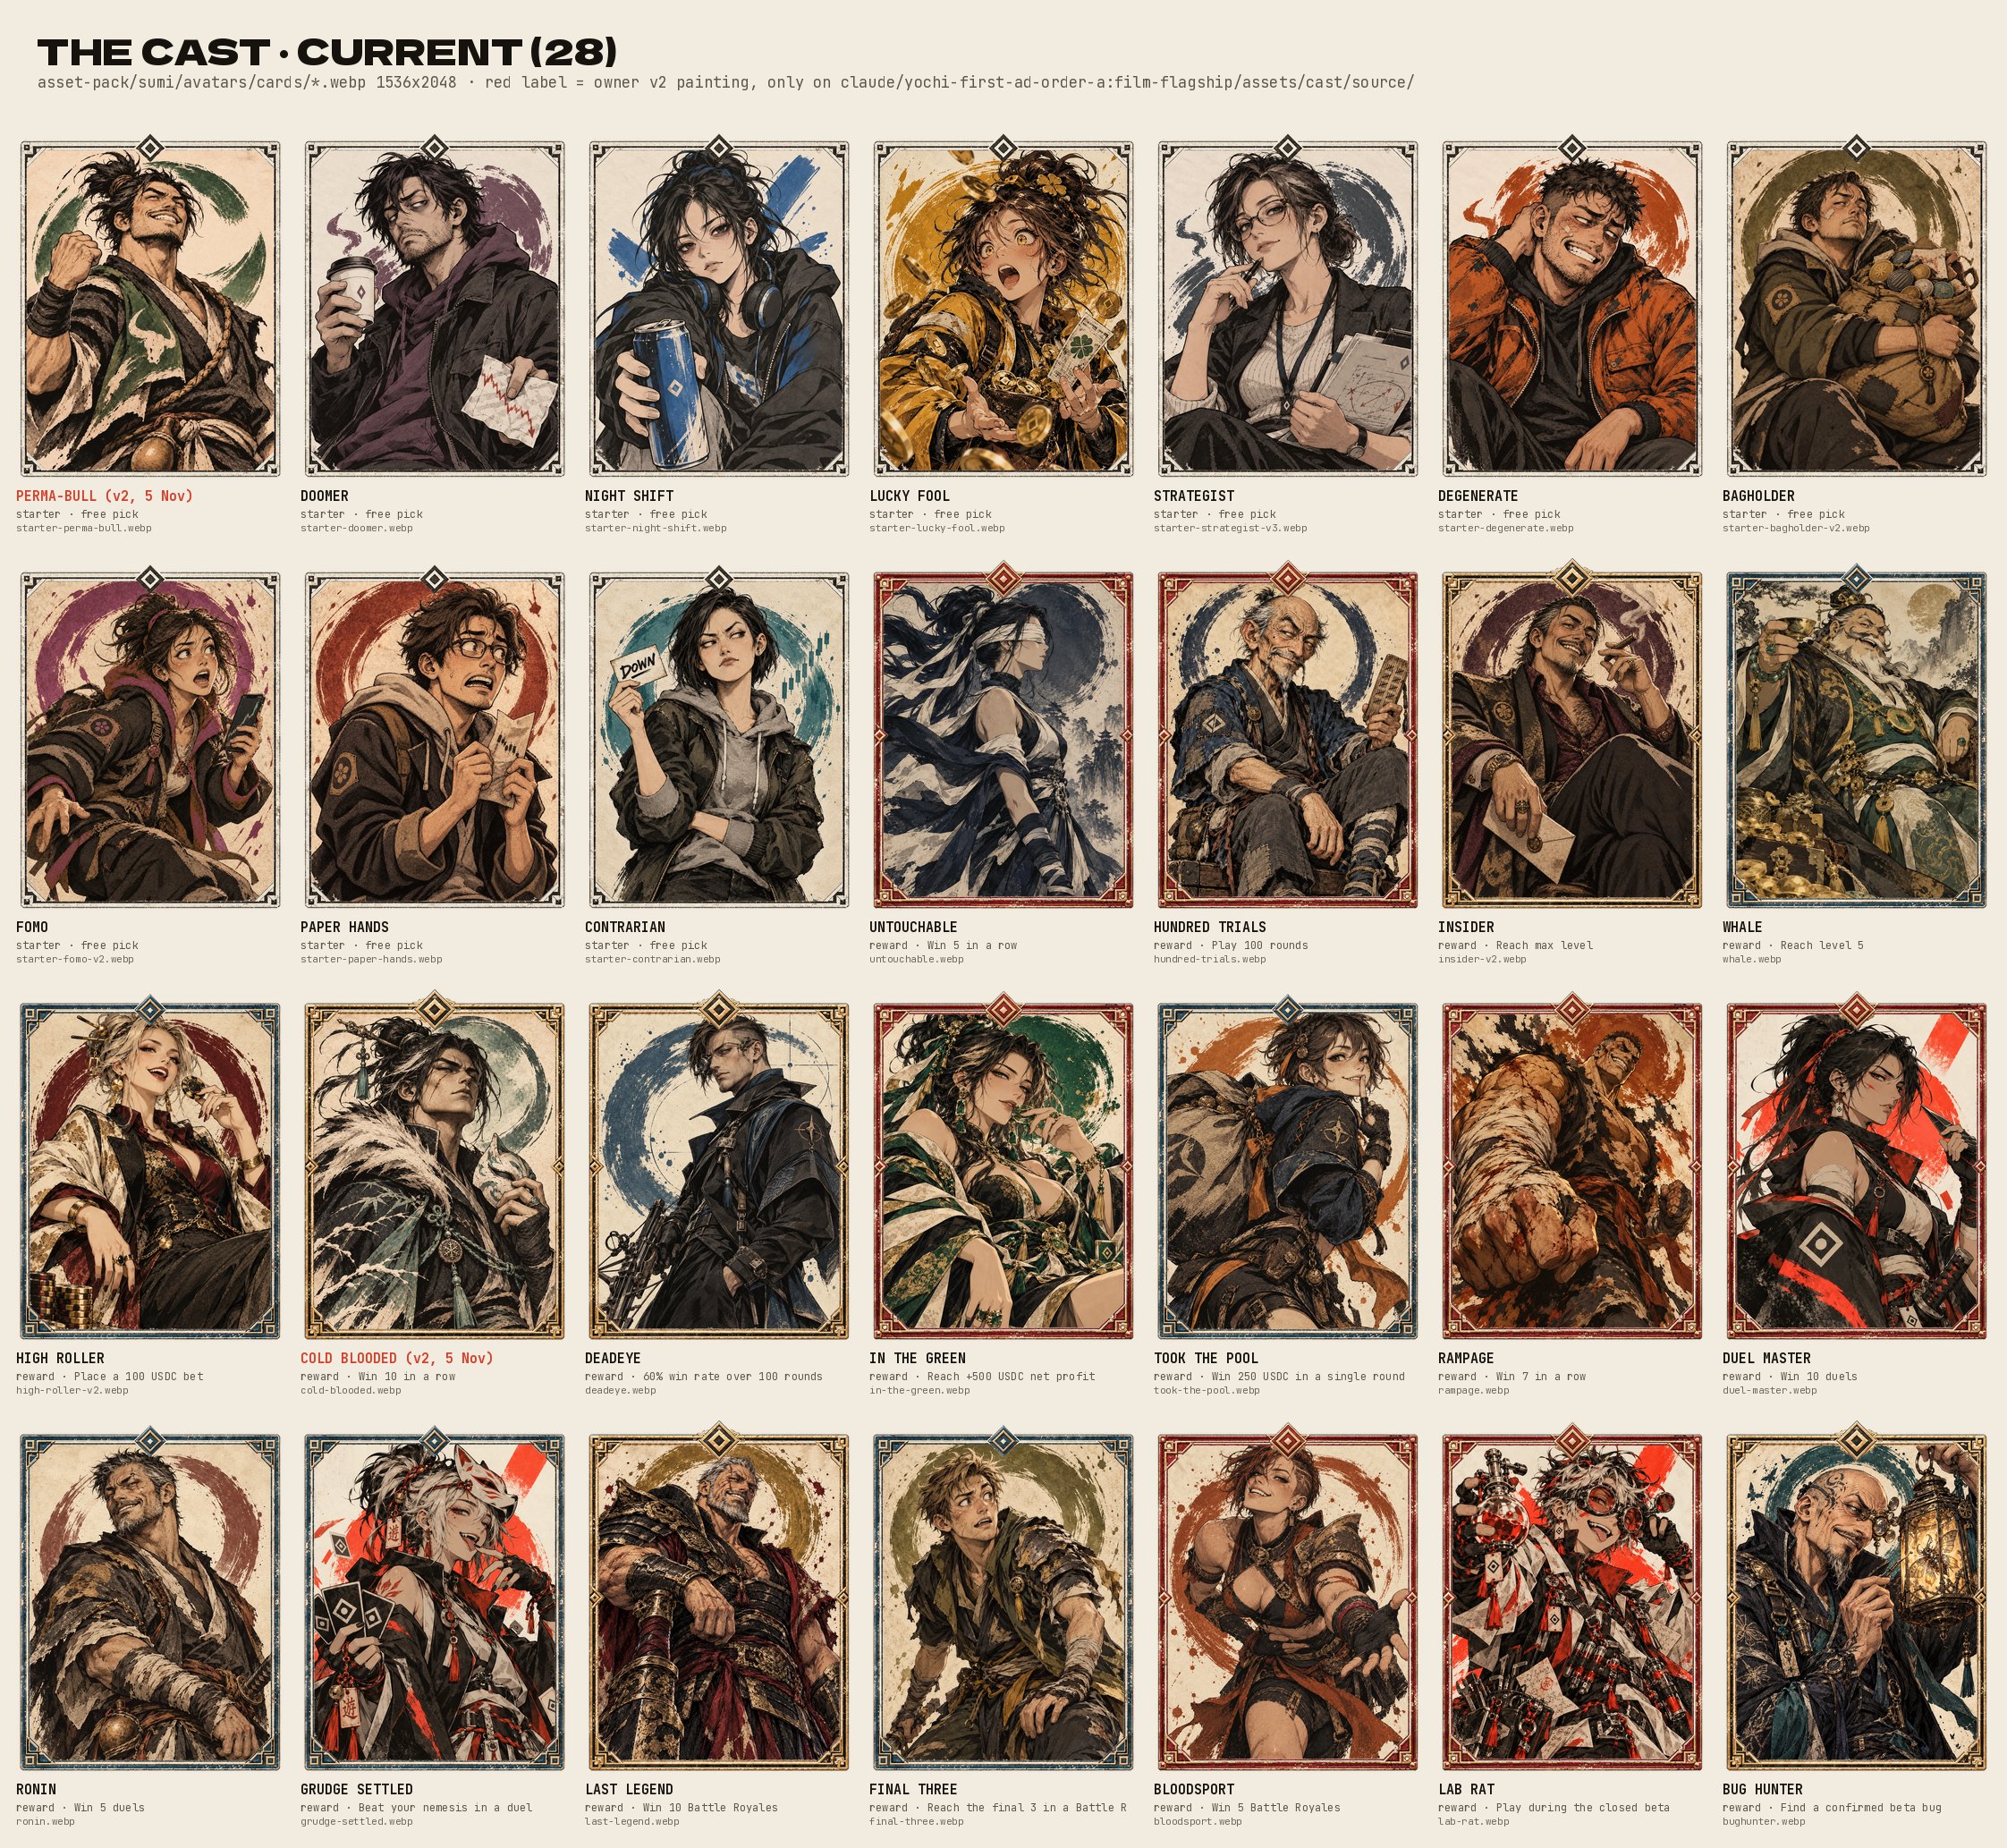 THE CAST · CURRENT (28)
asset-pack/sumi/avatars/cards/*.webp 1536x2048 · red label = owner v2 painting, only on claude/yochi-first-ad-order-a:film-flagship/assets/cast/source/
PERMA-BULL (v2, 5 Nov)
starter · free pick
starter-perma-bull.webp
DOOMER
starter · free pick
starter-doomer.webp
NIGHT SHIFT
starter · free pick
starter-night-shift.webp
LUCKY FOOL
starter · free pick
starter-lucky-fool.webp
STRATEGIST
starter · free pick
starter-strategist-v3.webp
DEGENERATE
starter · free pick
starter-degenerate.webp
BAGHOLDER
starter · free pick
starter-bagholder-v2.webp
FOMO
starter · free pick
starter-fomo-v2.webp
PAPER HANDS
starter · free pick
starter-paper-hands.webp
DOWN
CONTRARIAN
starter · free pick
starter-contrarian.webp
UNTOUCHABLE
reward · Win 5 in a row
untouchable.webp
HUNDRED TRIALS
reward · Play 100 rounds
hundred-trials.webp
INSIDER
reward · Reach max level
insider-v2.webp
WHALE
reward · Reach level 5
whale.webp
HIGH ROLLER
reward · Place a 100 USDC bet
high-roller-v2.webp
COLD BLOODED (v2, 5 Nov)
reward · Win 10 in a row
cold-blooded.webp
DEADEYE
reward · 60% win rate over 100 rounds
deadeye.webp
IN THE GREEN
reward · Reach +500 USDC net profit
in-the-green.webp
TOOK THE POOL
reward · Win 250 USDC in a single round
took-the-pool.webp
RAMPAGE
reward · Win 7 in a row
rampage.webp
DUEL MASTER
reward · Win 10 duels
duel-master.webp
RONIN
reward · Win 5 duels
ronin.webp
遊
GRUDGE SETTLED
reward · Beat your nemesis in a duel
grudge-settled.webp
LAST LEGEND
reward · Win 10 Battle Royales
last-legend.webp
FINAL THREE
reward · Reach the final 3 in a Battle R
final-three.webp
BLOODSPORT
reward · Win 5 Battle Royales
bloodsport.webp
LAB RAT
reward · Play during the closed beta
lab-rat.webp
BUG HUNTER
reward · Find a confirmed beta bug
bughunter.webp